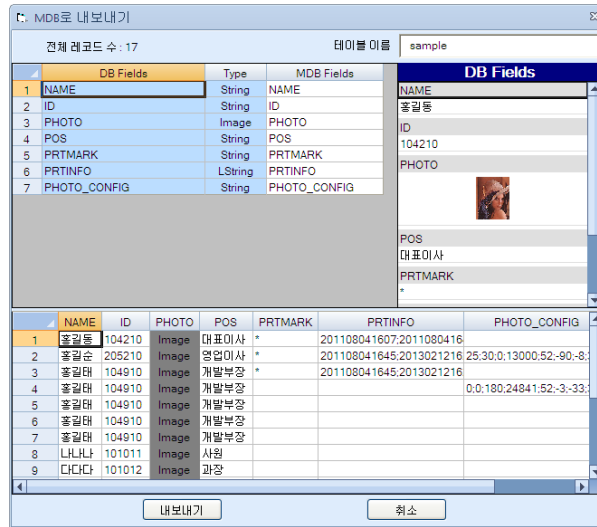 MDB로 내보내기
전체 레코드 수 : 17
테이블 이름 sample
DB Fields Type MDB Fields
1 NAME String NAME
2 ID String ID
3 PHOTO Image PHOTO
4 POS String POS
5 PRTMARK String PRTMARK
6 PRTINFO LString PRTINFO
7 PHOTO_CONFIG String PHOTO_CONFIG
DB Fields
NAME
홍길동
ID
104210
PHOTO
POS
대표이사
PRTMARK
*
NAME ID PHOTO POS PRTMARK PRTINFO PHOTO_CONFIG
1 홍길동 104210 Image 대표이사 * 201108041607;2011080416
2 홍길순 205210 Image 영업이사 * 201108041645;2013021216 25;30;0;13000;52;-90;-8;
3 홍길태 104910 Image 개발부장 * 201108041645;2013021216
4 홍길태 104910 Image 개발부장 0;0;180;24841;52;-3;-33;
5 홍길태 104910 Image 개발부장
6 홍길태 104910 Image 개발부장
7 홍길태 104910 Image 개발부장
8 나나나 101011 Image 사원
9 다다다 101012 Image 과장
내보내기 취소